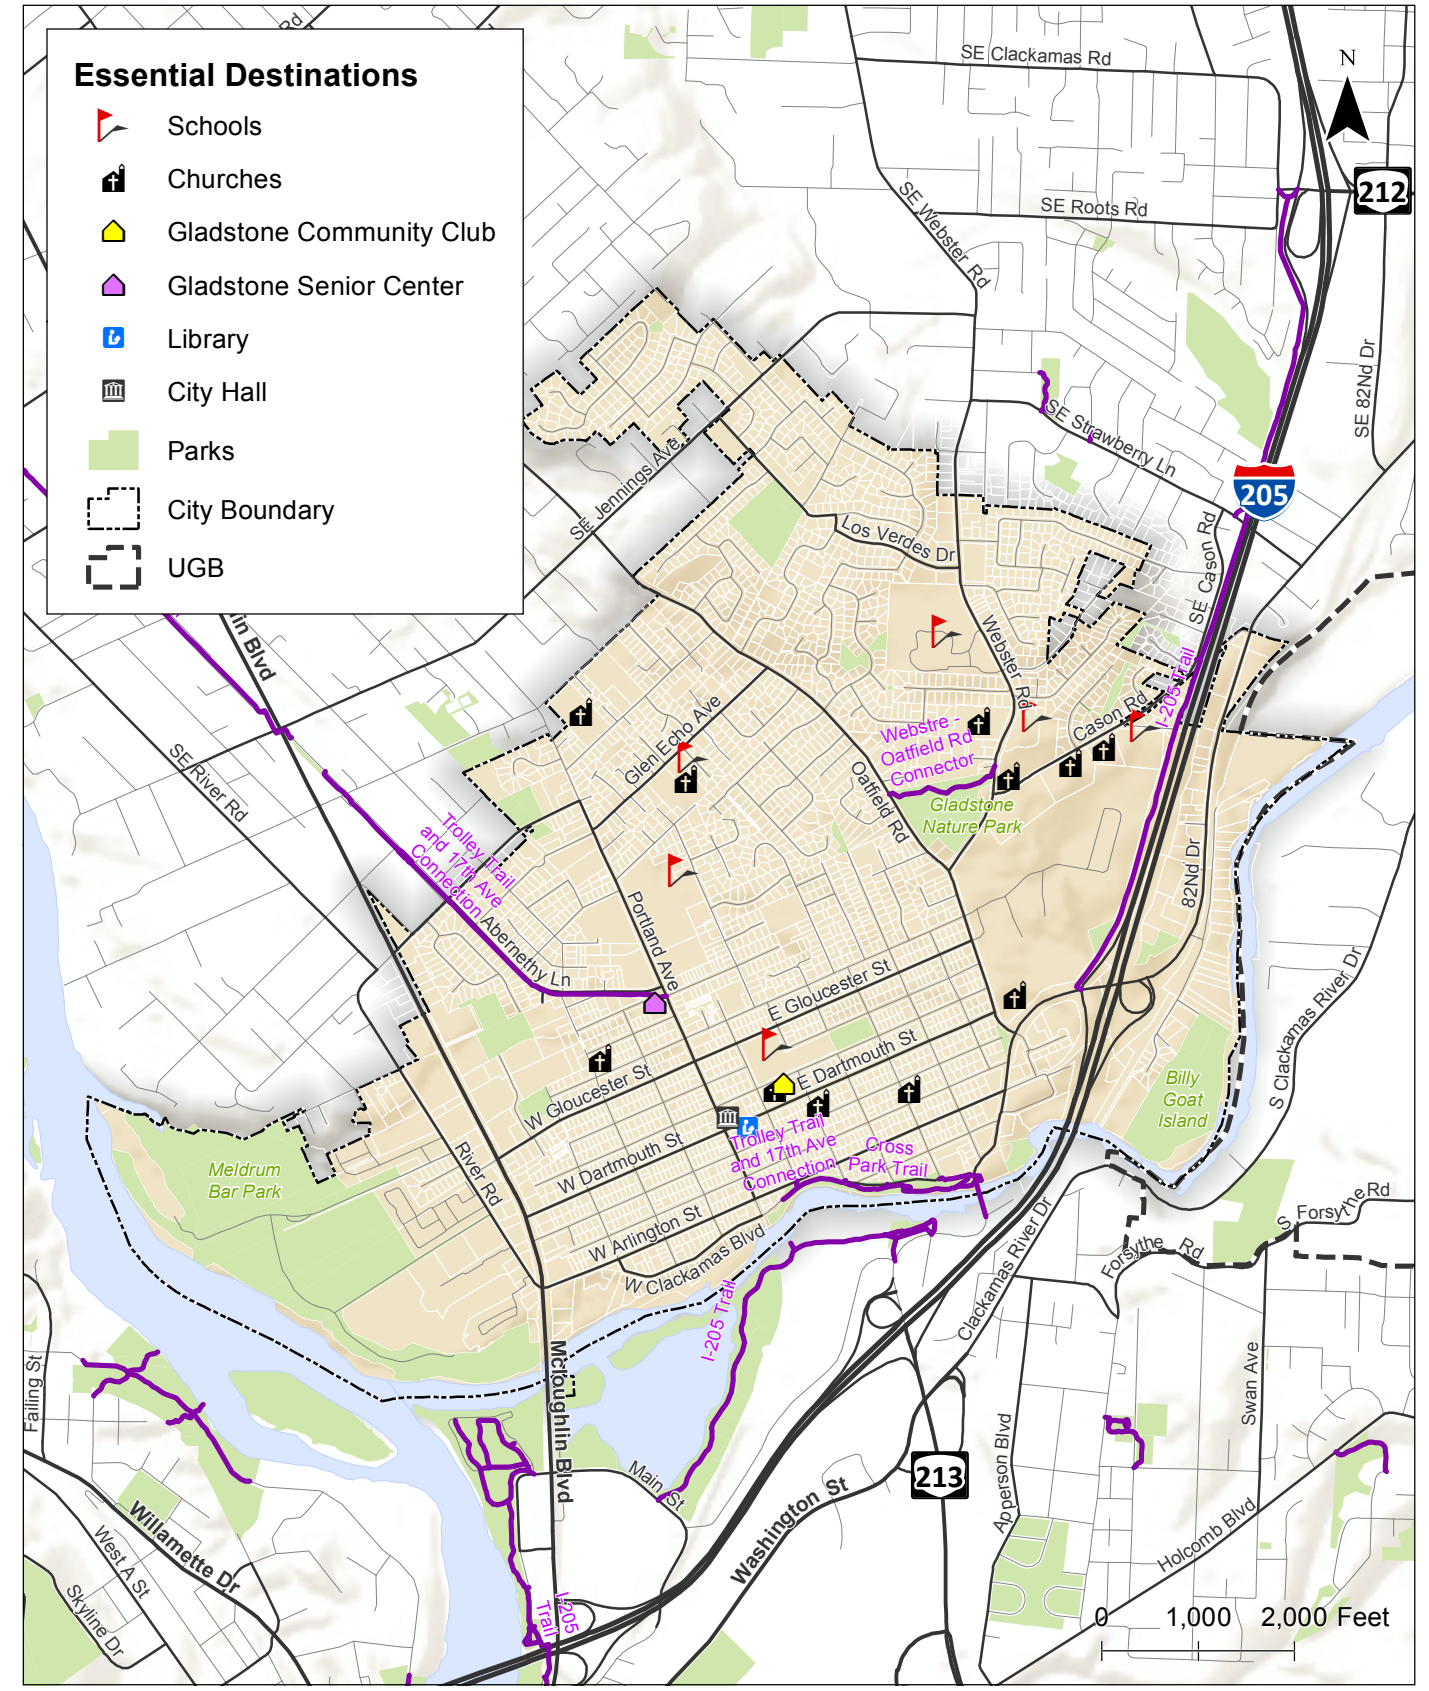 Essential Destinations
Schools
Churches
Gladstone Community Club
Gladstone Senior Center
Library
City Hall
Parks
City Boundary
UGB
Rd
SE Clackamas Rd
N
212
SE Webster Rd
SE Roots Rd
SE 82Nd Dr
SE Strawberry Ln
205
SE Jennings Ave
Los Verdes Dr
SE Cason Rd
in Blvd
Webster Rd
I-205 Trail
Cason Rd
Glen Echo Ave
Webstre -
Oatfield Rd
Connector
SE River Rd
Oatfield Rd
Gladstone
Nature Park
Trolley Trail
and 17th Ave
Connection
82Nd Dr
Abernethy Ln
Portland Ave
E Gloucester St
S Clackamas River Dr
E Dartmouth St
W Gloucester St
Billy
Goat
Island
Trolley Trail
and 17th Ave
Connection
Cross
Park Trail
Meldrum
Bar Park
River Rd
W Dartmouth St
W Arlington St
W Clackamas Blvd
S Forsythe Rd
Forsythe Rd
Clackamas River Dr
I-205 Trail
Mcloughlin Blvd
Falling St
Swan Ave
Main St
213
Washington St
Apperson Blvd
Holcomb Blvd
Willamette Dr
West A St
Skyline Dr
I-205
Trail
0 1,000 2,000 Feet